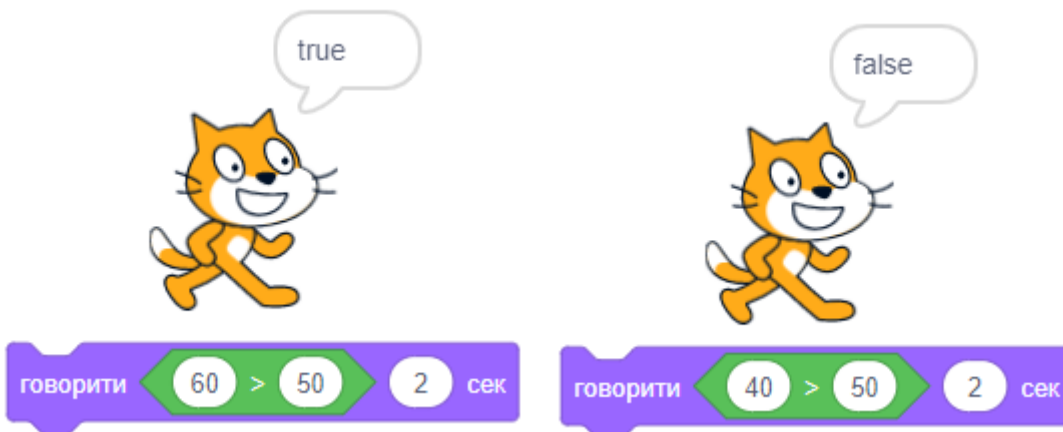 true
false
говорити 60 > 50 2 сек
говорити 40 > 50 2 сек